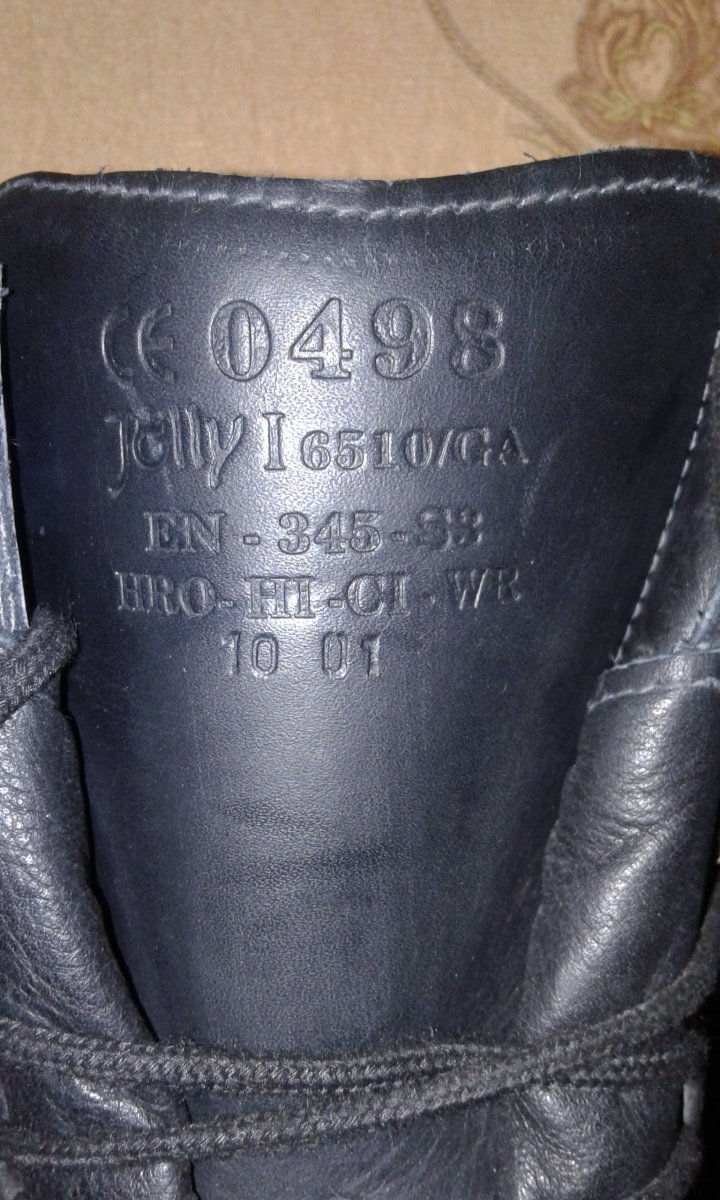 CE 0498
Jolly I 6510/GA
EN - 345 - S3
HRO - HI - CI - WR
10 01